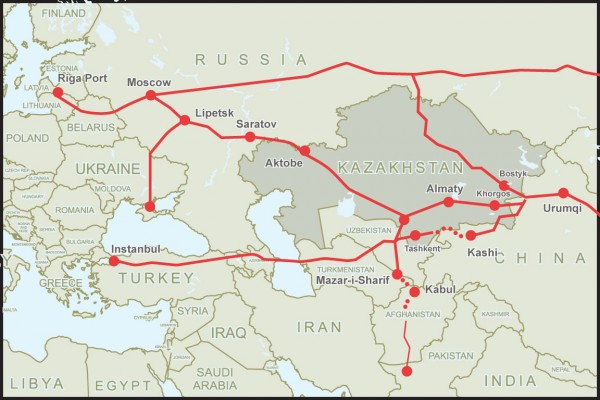 FINLAND
ESTONIA
RUSSIA
Riga Port
Moscow
LATVIA
LITHUANIA
BELARUS
Lipetsk
Saratov
POLAND
Aktobe
KAZAKHSTAN
UKRAINE
Bostyk
MOLDOVA
Almaty
Khorgos
Urumqi
ROMANIA
UZBEKISTAN
BULGARIA
Instanbul
Tashkent
Kashi
CHINA
TURKEY
TURKMENISTAN
Mazar-i-Sharif
GREECE
Kabul
SYRIA
AFGHANISTAN
KASHMIR
IRAQ
IRAN
PAKISTAN
NEPAL
LIBYA
EGYPT
SAUDI
ARABIA
INDIA